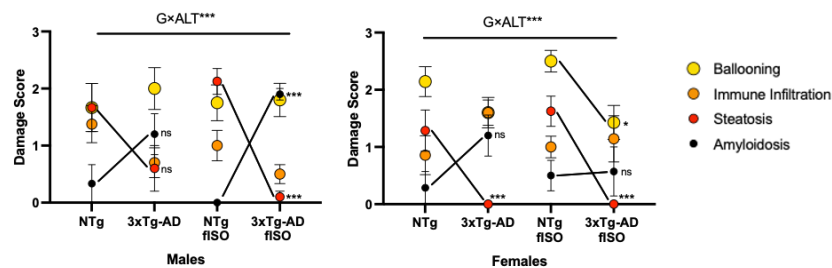 G×ALT***
3
2
1
0
Damage Score
***
ns
ns
***
NTg
3xTg-AD
NTg
fISO
3xTg-AD
fISO
Males
G×ALT***
3
2
1
0
Damage Score
*
ns
ns
***
***
NTg
3xTg-AD
NTg
fISO
3xTg-AD
fISO
Females
Ballooning
Immune Infiltration
Steatosis
Amyloidosis